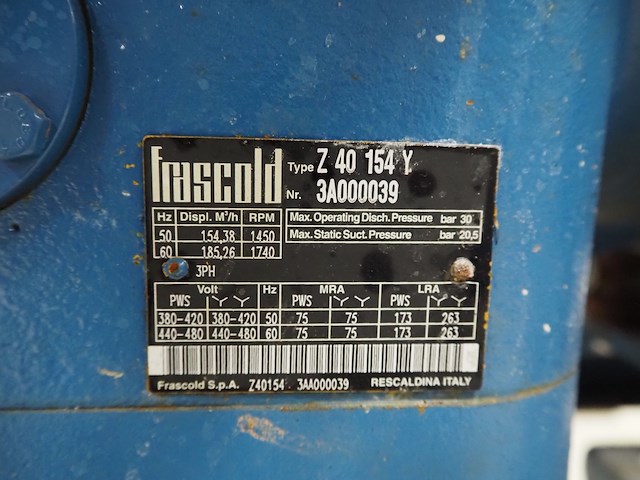 Frascold Type Z 40 154 Y
Nr. 3A000039
Hz Displ. M³/h RPM
50 154,38 1450
60 185,26 1740
Max. Operating Disch. Pressure bar 30
Max. Static Suct. Pressure bar 20,5
3PH
Volt Hz MRA LRA
PWS YY PWS YY PWS YY
380-420 380-420 50 75 75 173 263
440-480 440-480 60 75 75 173 263
Frascold S.p.A. Z40154 3AA000039 RESCALDINA ITALY